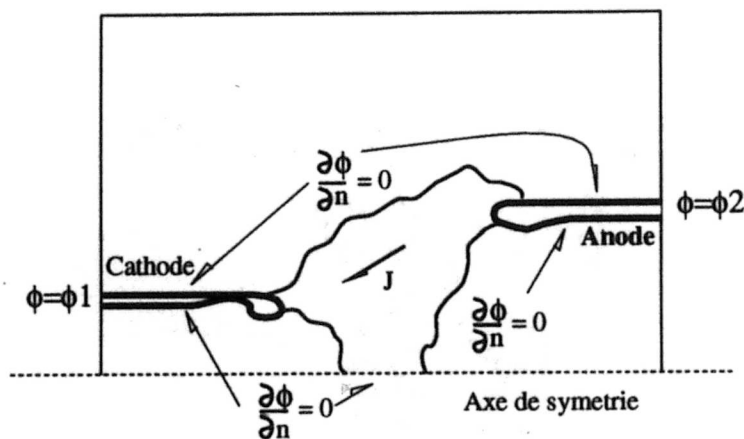 ∂ϕ/∂n = 0
ϕ=ϕ2
Anode
Cathode
J
ϕ=ϕ1
∂ϕ/∂n = 0
∂ϕ/∂n = 0
Axe de symetrie